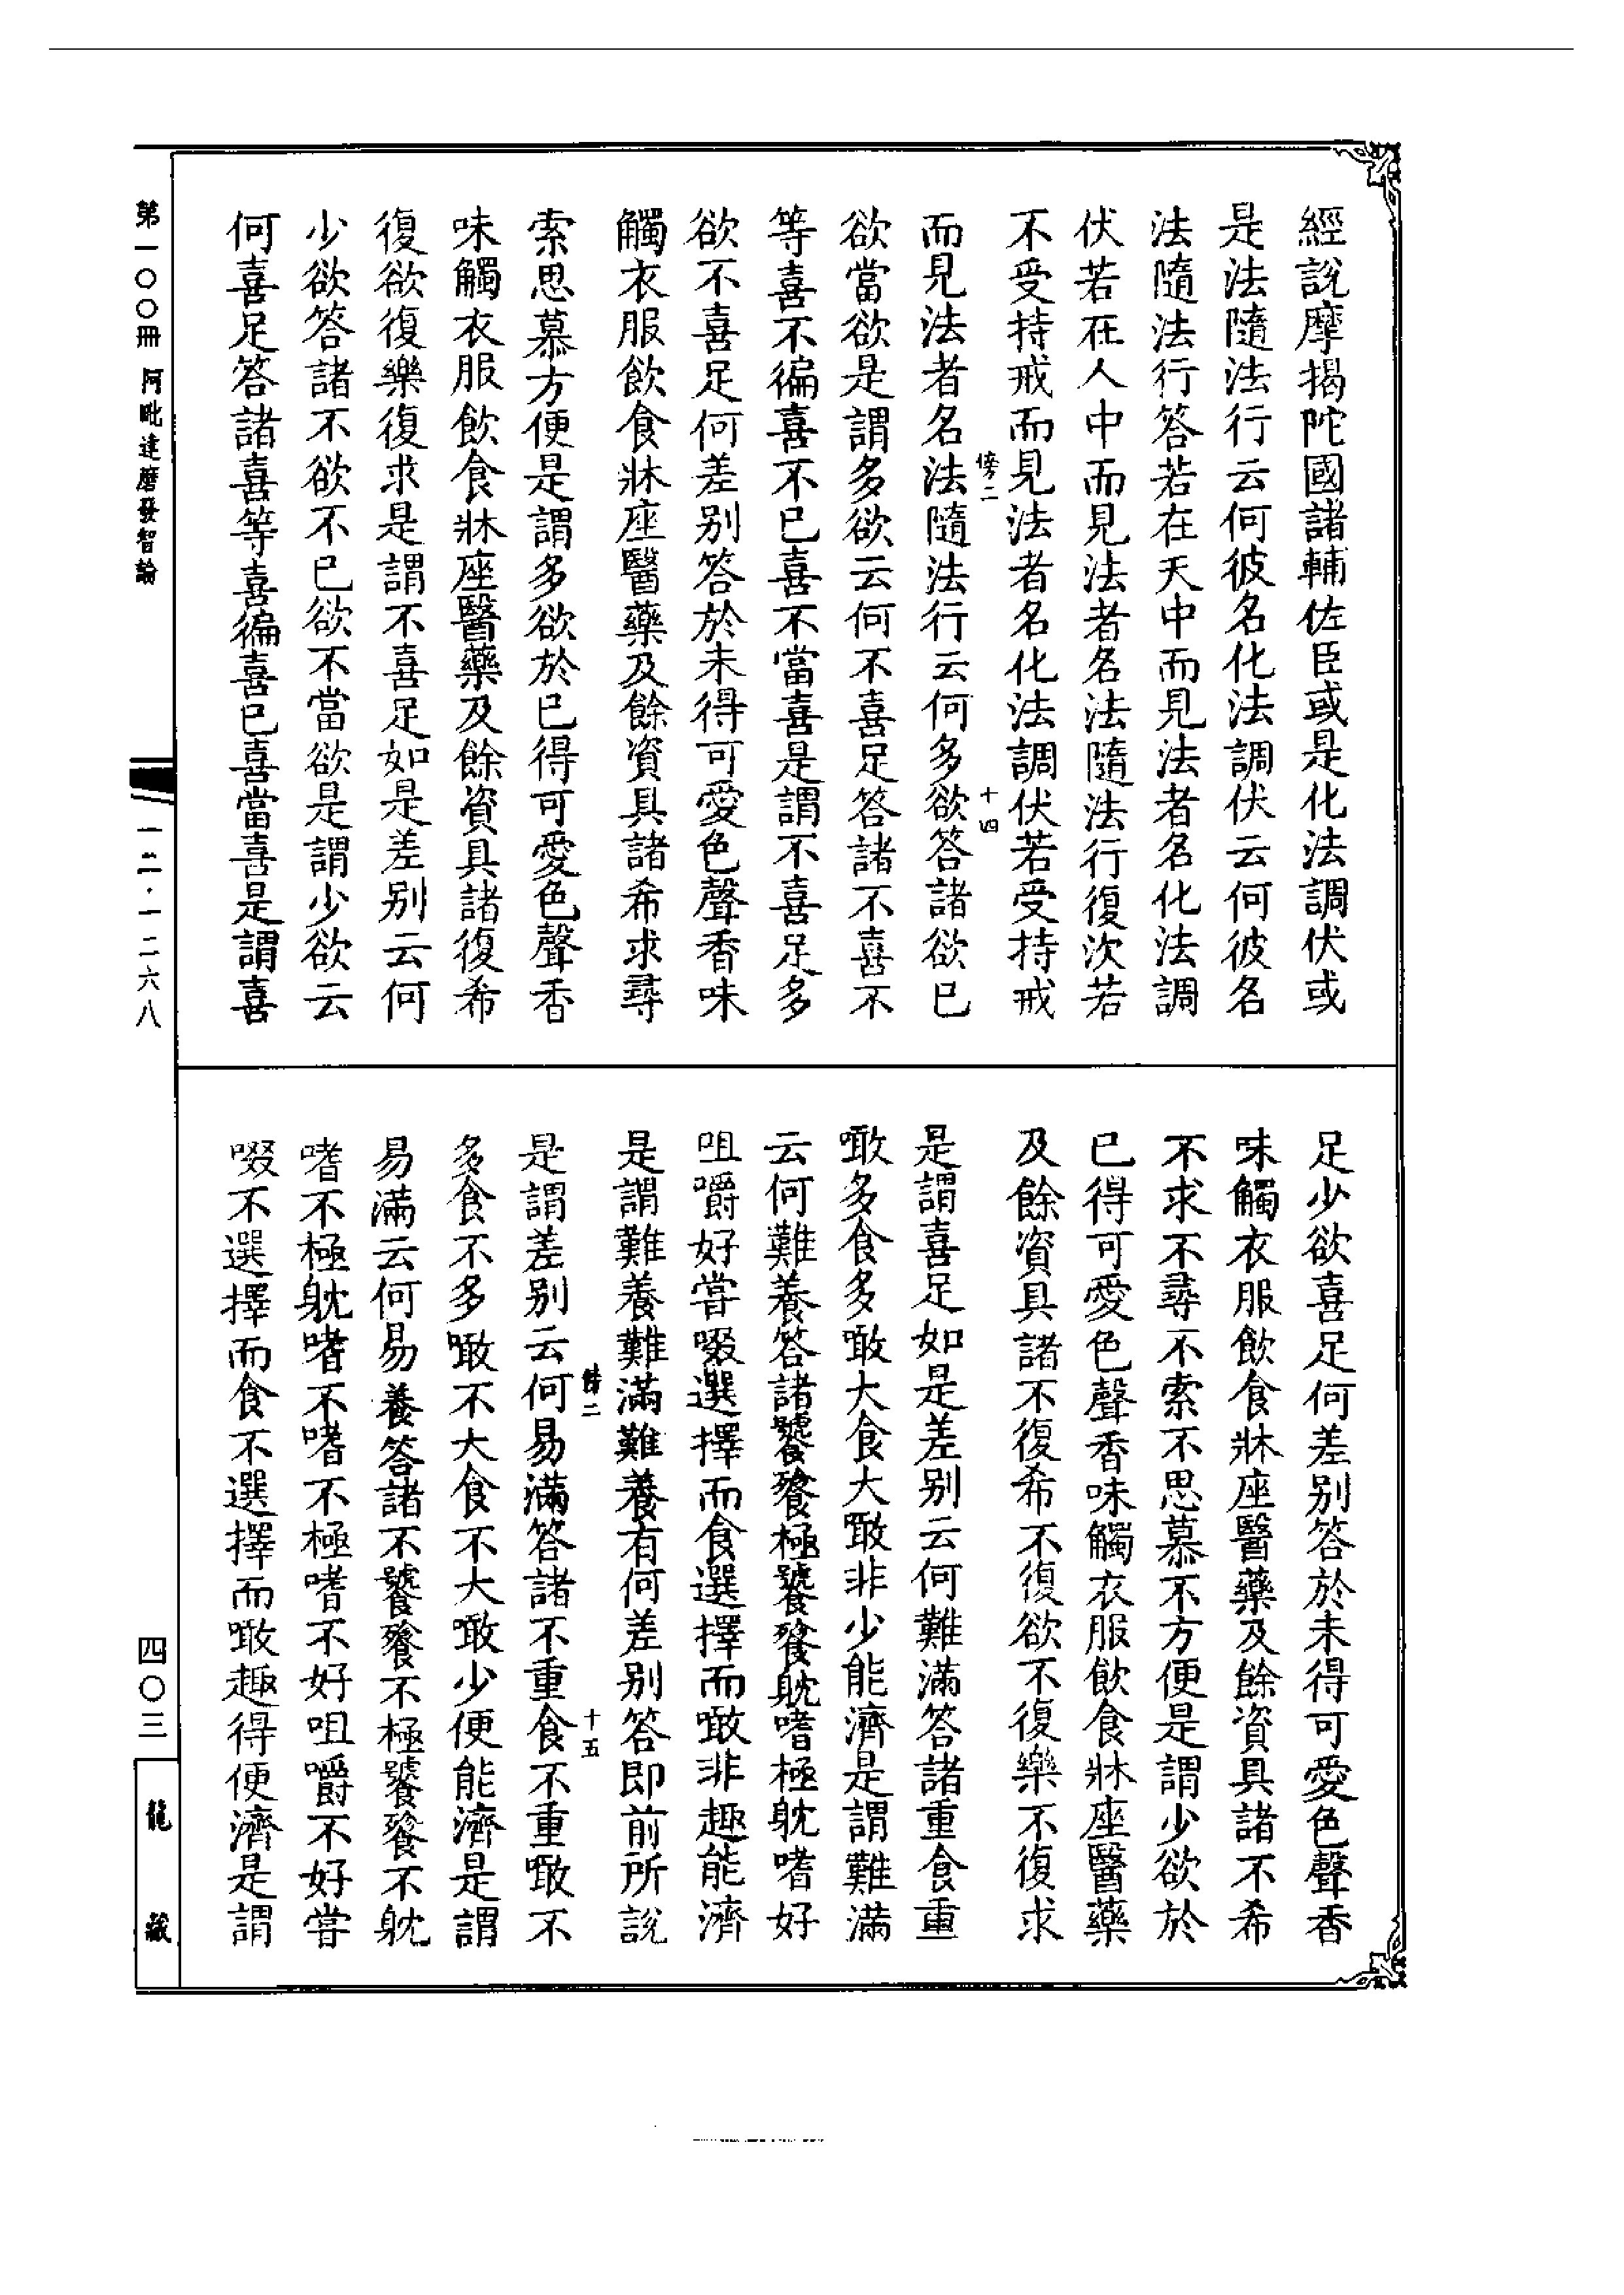 經說摩揭陀國諸輔佐臣或是化法調伏或
是法隨法行云何彼名化法調伏云何彼名
法隨法行答若在天中而見法者名化法調
伏若在人中而見法者名法隨法行復次若
不受持戒而見法者名化法調伏若受持戒
傍二
十四
而見法者名法隨法行云何多欲答諸欲已
欲當欲是謂多欲云何不喜足答諸不喜不
等喜不徧喜不已喜不當喜是謂不喜足多
欲不喜足何差别答於未得可愛色聲香味
觸衣服飲食牀座醫藥及餘資具諸希求尋
索思慕方便是謂多欲於已得可愛色聲香
味觸衣服飲食牀座醫藥及餘資具諸復希
復欲復樂復求是謂不喜足如是差别云何
少欲答諸不欲不已欲不當欲是謂少欲云
何喜足答諸喜等喜徧喜已喜當喜是謂喜
足少欲喜足何差别答於未得可愛色聲香
味觸衣服飲食牀座醫藥及餘資具諸不希
不求不尋不索不思慕不方便是謂少欲於
已得可愛色聲香味觸衣服飲食牀座醫藥
及餘資具諸不復希不復欲不復樂不復求
是謂喜足如是差别云何難滿答諸重食重
噉多食多噉大食大噉非少能濟是謂難滿
云何難養答諸饕餮極饕餮躭嗜極躭嗜好
咀嚼好嘗啜選擇而食選擇而噉非趣能濟
是謂難養難滿難養有何差别答即前所說
傍二
十五
是謂差别云何易滿答諸不重食不重噉不
多食不多噉不大食不大噉少便能濟是謂
易滿云何易養答諸不饕餮不極饕餮不躭
嗜不極躭嗜不嗜不極嗜不好咀嚼不好嘗
啜不選擇而食不選擇而噉趣得便濟是謂
第一〇〇冊 阿毗達磨發智論
一二·一二六八
四〇三
龍藏